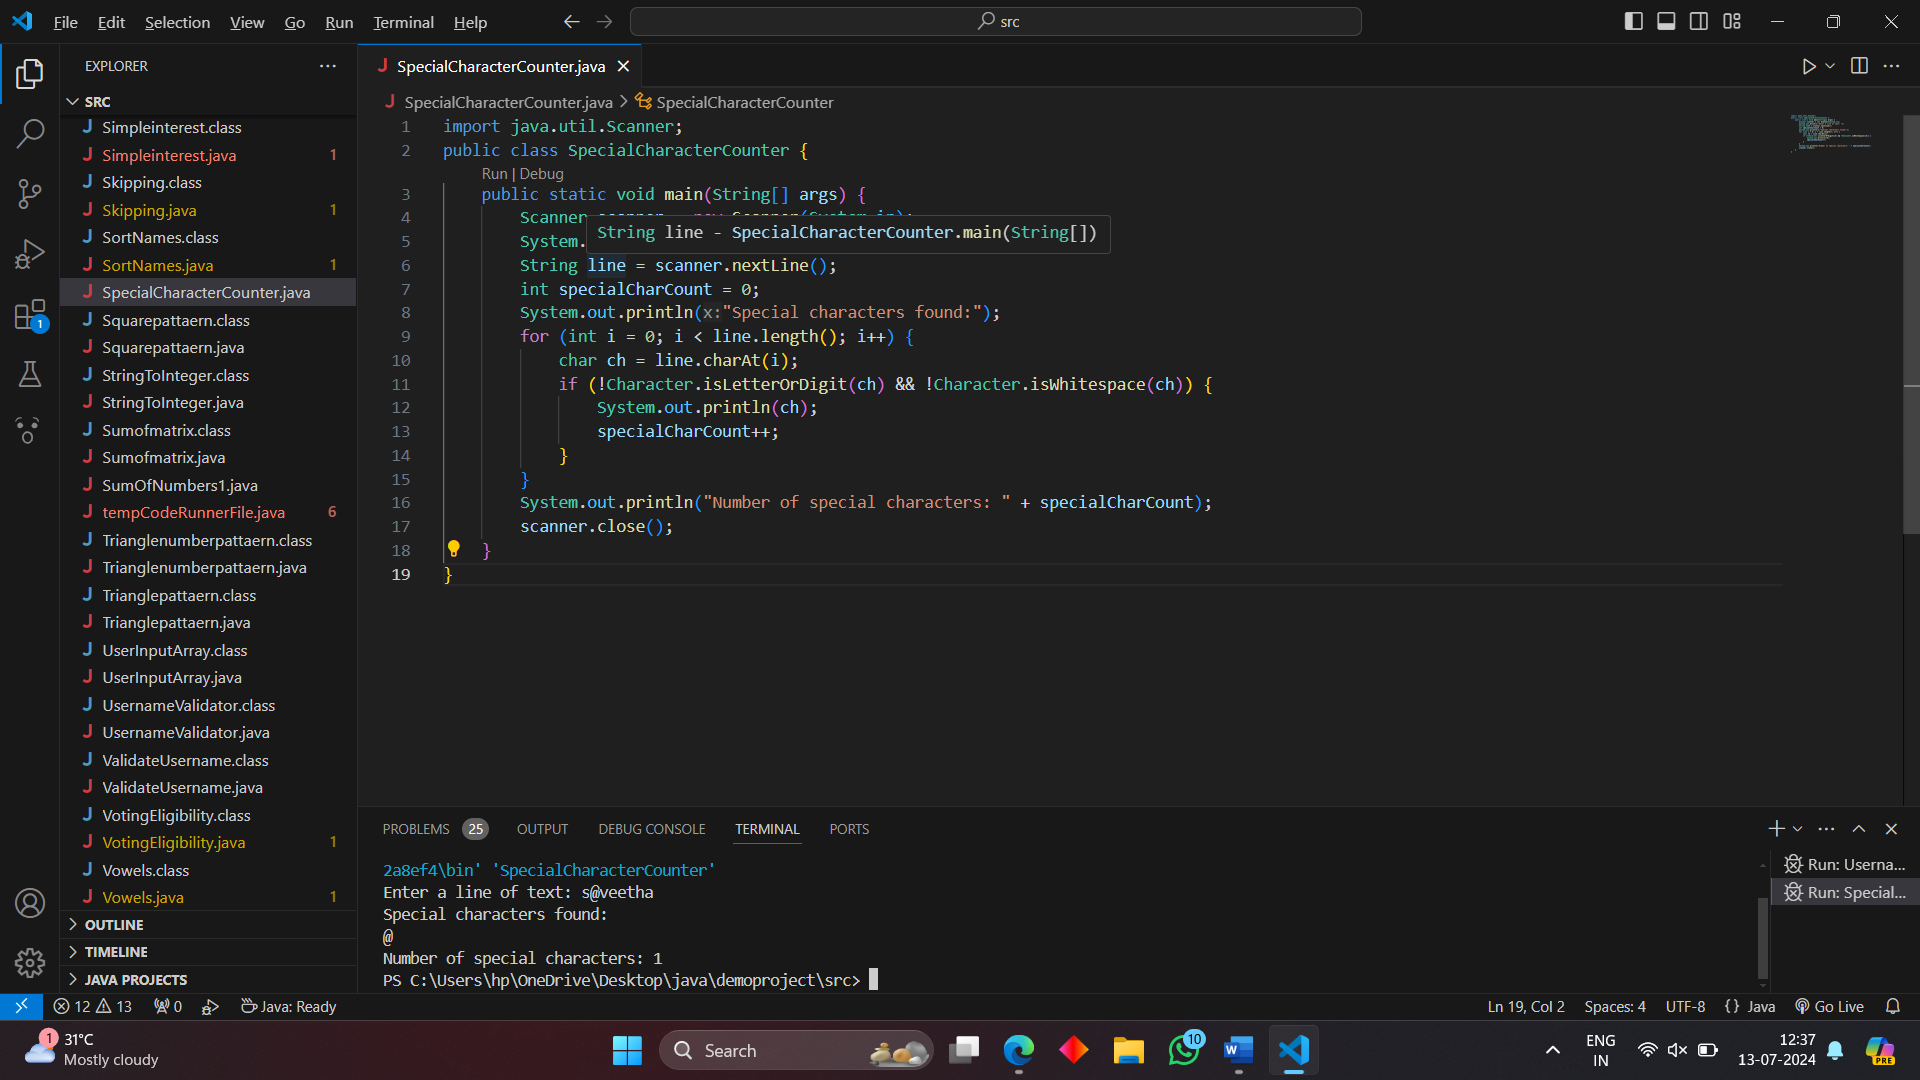 File Edit Selection View Go Run Terminal Help
src
EXPLORER
SRC
Simpleinterest.class
Simpleinterest.java 1
Skipping.class
Skipping.java 1
SortNames.class
SortNames.java 1
SpecialCharacterCounter.java
Squarepattaern.class
Squarepattaern.java
StringToInteger.class
StringToInteger.java
Sumofmatrix.class
Sumofmatrix.java
SumOfNumbers1.java
tempCodeRunnerFile.java 6
Trianglenumberpattaern.class
Trianglenumberpattaern.java
Trianglepattaern.class
Trianglepattaern.java
UserInputArray.class
UserInputArray.java
UsernameValidator.class
UsernameValidator.java
ValidateUsername.class
ValidateUsername.java
VotingEligibility.class
VotingEligibility.java 1
Vowels.class
Vowels.java
OUTLINE
TIMELINE
JAVA PROJECTS
1
SpecialCharacterCounter.java
SpecialCharacterCounter.java > SpecialCharacterCounter
1 import java.util.Scanner;
2 public class SpecialCharacterCounter {
Run | Debug
3 public static void main(String[] args) {
4 Scanner
String line - SpecialCharacterCounter.main(String[])
5 System.
6 String line = scanner.nextLine();
7 int specialCharCount = 0;
8 System.out.println(x:"Special characters found:");
9 for (int i = 0; i < line.length(); i++) {
10 char ch = line.charAt(i);
11 if (!Character.isLetterOrDigit(ch) && !Character.isWhitespace(ch)) {
12 System.out.println(ch);
13 specialCharCount++;
14 }
15 }
16 System.out.println("Number of special characters: " + specialCharCount);
17 scanner.close();
18 }
19 }
PROBLEMS 25 OUTPUT DEBUG CONSOLE TERMINAL PORTS
2a8ef4\bin' 'SpecialCharacterCounter'
Enter a line of text: s@veetha
Special characters found:
@
Number of special characters: 1
PS C:\Users\hp\OneDrive\Desktop\java\demoproject\src>
Run: Userna...
Run: Special...
12 13 0 Java: Ready
Ln 19, Col 2 Spaces: 4 UTF-8 {} Java Go Live
1
31°C
Mostly cloudy
Search
10
W
ENG
IN
12:37
13-07-2024
PRE